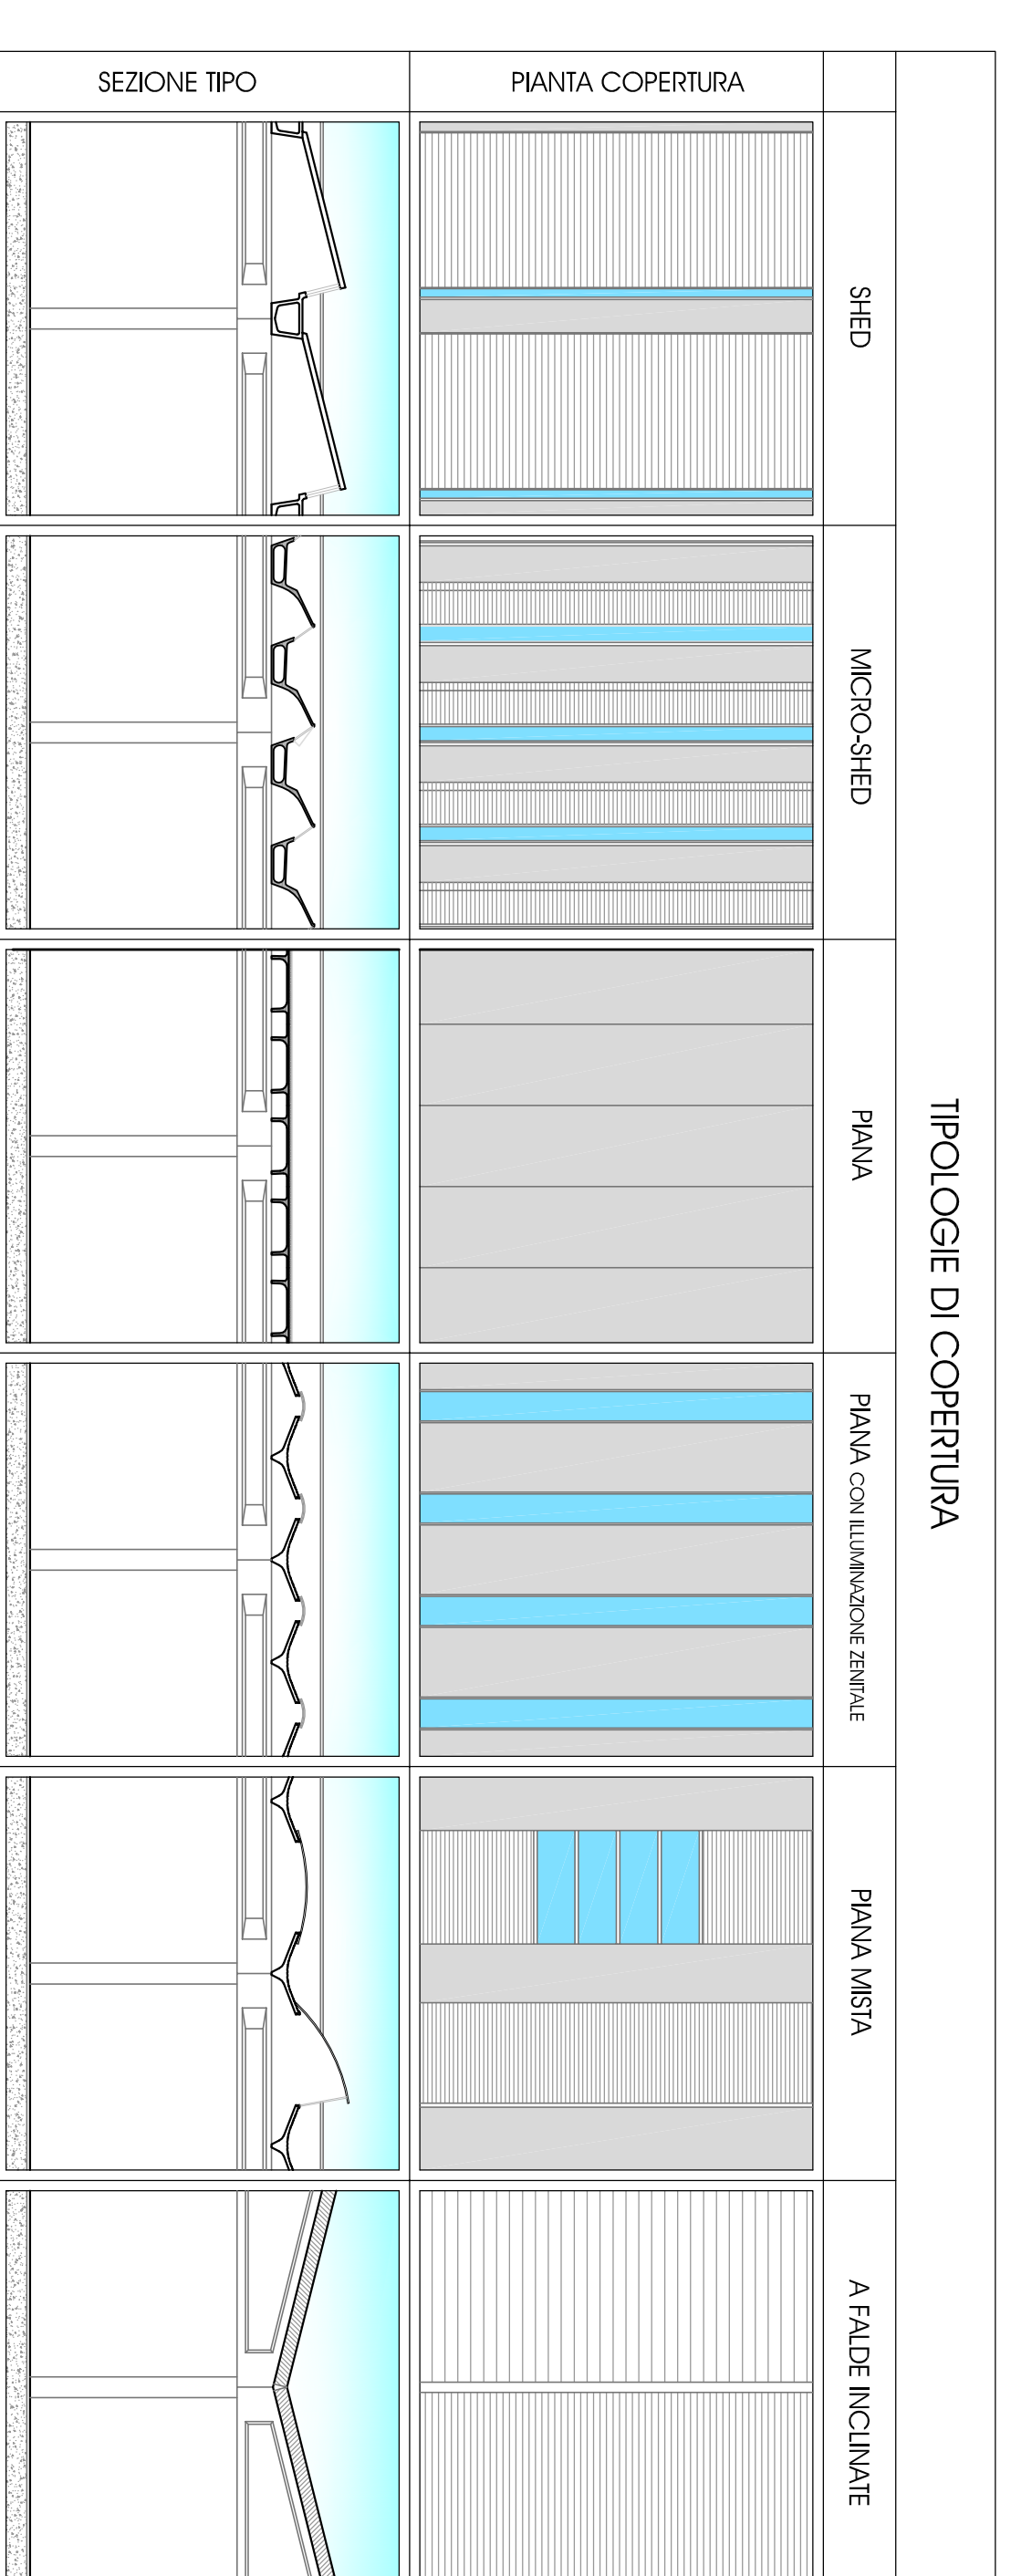 TIPOLOGIE DI COPERTURA
SHED
MICRO-SHED
PIANA
PIANA CON ILLUMINAZIONE ZENITALE
PIANA MISTA
A FALDE INCLINATE
PIANTA COPERTURA
SEZIONE TIPO